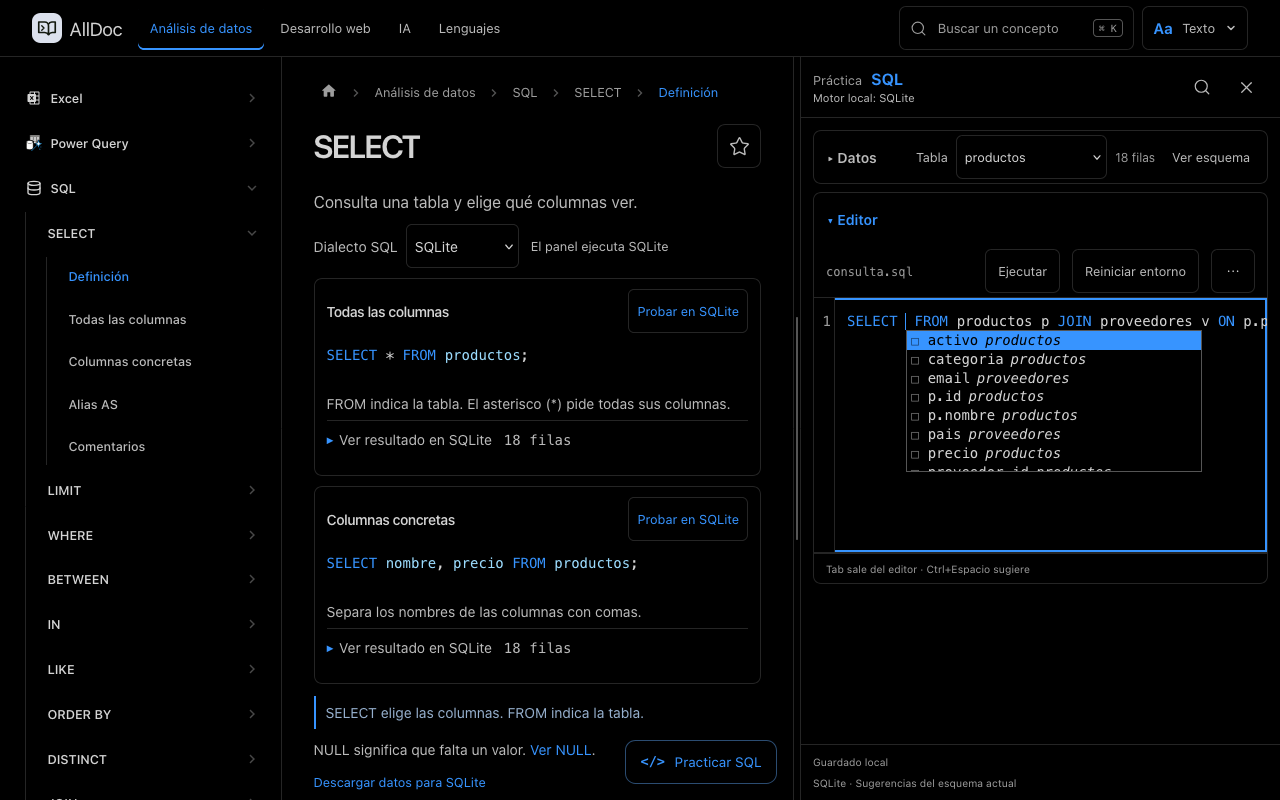 AllDoc
Análisis de datos
Desarrollo web
IA
Lenguajes
Buscar un concepto
⌘ K
Aa Texto
Excel
Power Query
SQL
SELECT
Definición
Todas las columnas
Columnas concretas
Alias AS
Comentarios
LIMIT
WHERE
BETWEEN
IN
LIKE
ORDER BY
DISTINCT
Análisis de datos > SQL > SELECT > Definición
SELECT
Consulta una tabla y elige qué columnas ver.
Dialecto SQL SQLite El panel ejecuta SQLite
Todas las columnas
Probar en SQLite
SELECT * FROM productos;
FROM indica la tabla. El asterisco (*) pide todas sus columnas.
Ver resultado en SQLite 18 filas
Columnas concretas
Probar en SQLite
SELECT nombre, precio FROM productos;
Separa los nombres de las columnas con comas.
Ver resultado en SQLite 18 filas
SELECT elige las columnas. FROM indica la tabla.
NULL significa que falta un valor. Ver NULL.
</> Practicar SQL
Descargar datos para SQLite
Práctica SQL
Motor local: SQLite
Datos
Tabla productos 18 filas Ver esquema
Editor
consulta.sql
Ejecutar
Reiniciar entorno
...
1 SELECT FROM productos p JOIN proveedores v ON p.p
activo productos
categoria productos
email proveedores
p.id productos
p.nombre productos
pais proveedores
precio productos
Tab sale del editor · Ctrl+Espacio sugiere
Guardado local
SQLite · Sugerencias del esquema actual